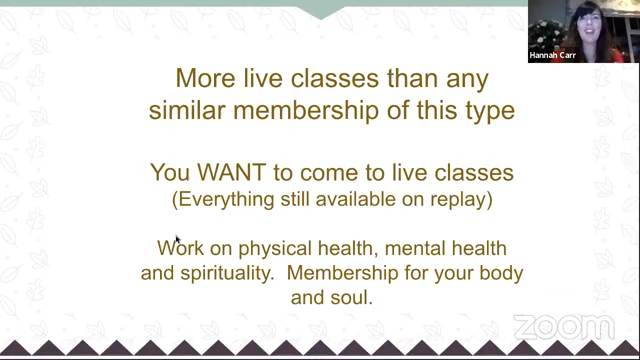 Hannah Carr
More live classes than any
similar membership of this type
You WANT to come to live classes
(Everything still available on replay)
Work on physical health, mental health
and spirituality. Membership for your body
and soul.
zoom